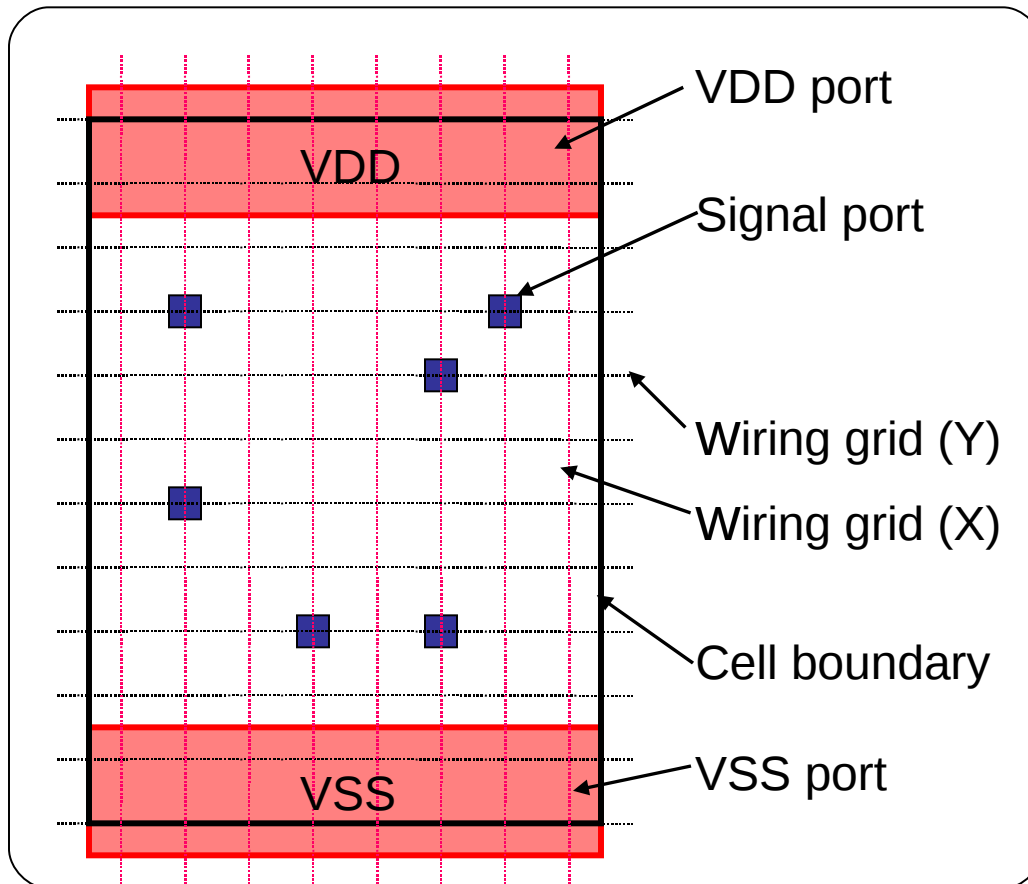 VDD port
VDD
Signal port
Wiring grid (Y)
Wiring grid (X)
Cell boundary
VSS port
VSS